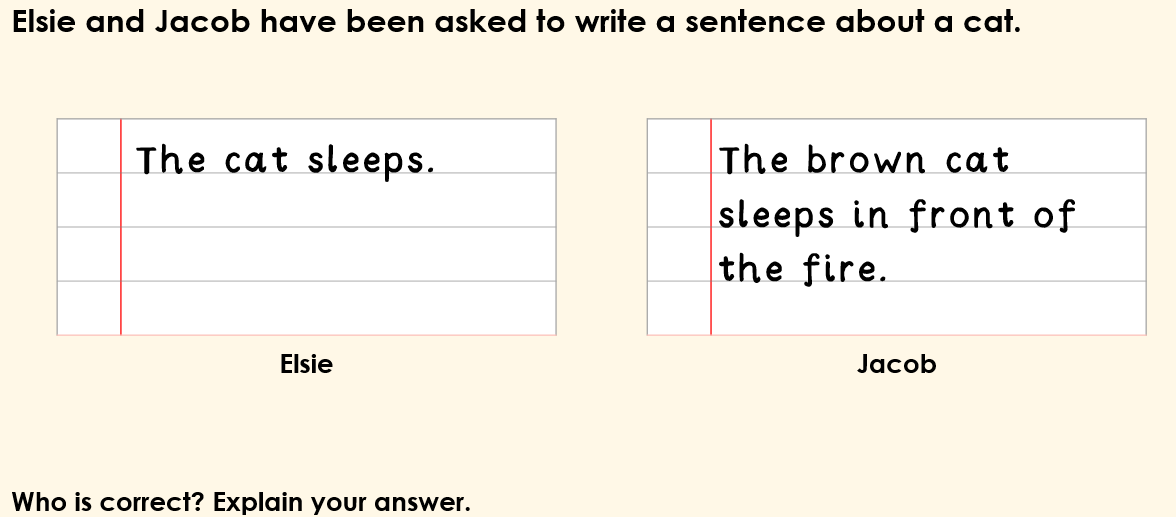 Elsie and Jacob have been asked to write a sentence about a cat.
The cat sleeps.
Elsie
The brown cat
sleeps in front of
the fire.
Jacob
Who is correct? Explain your answer.